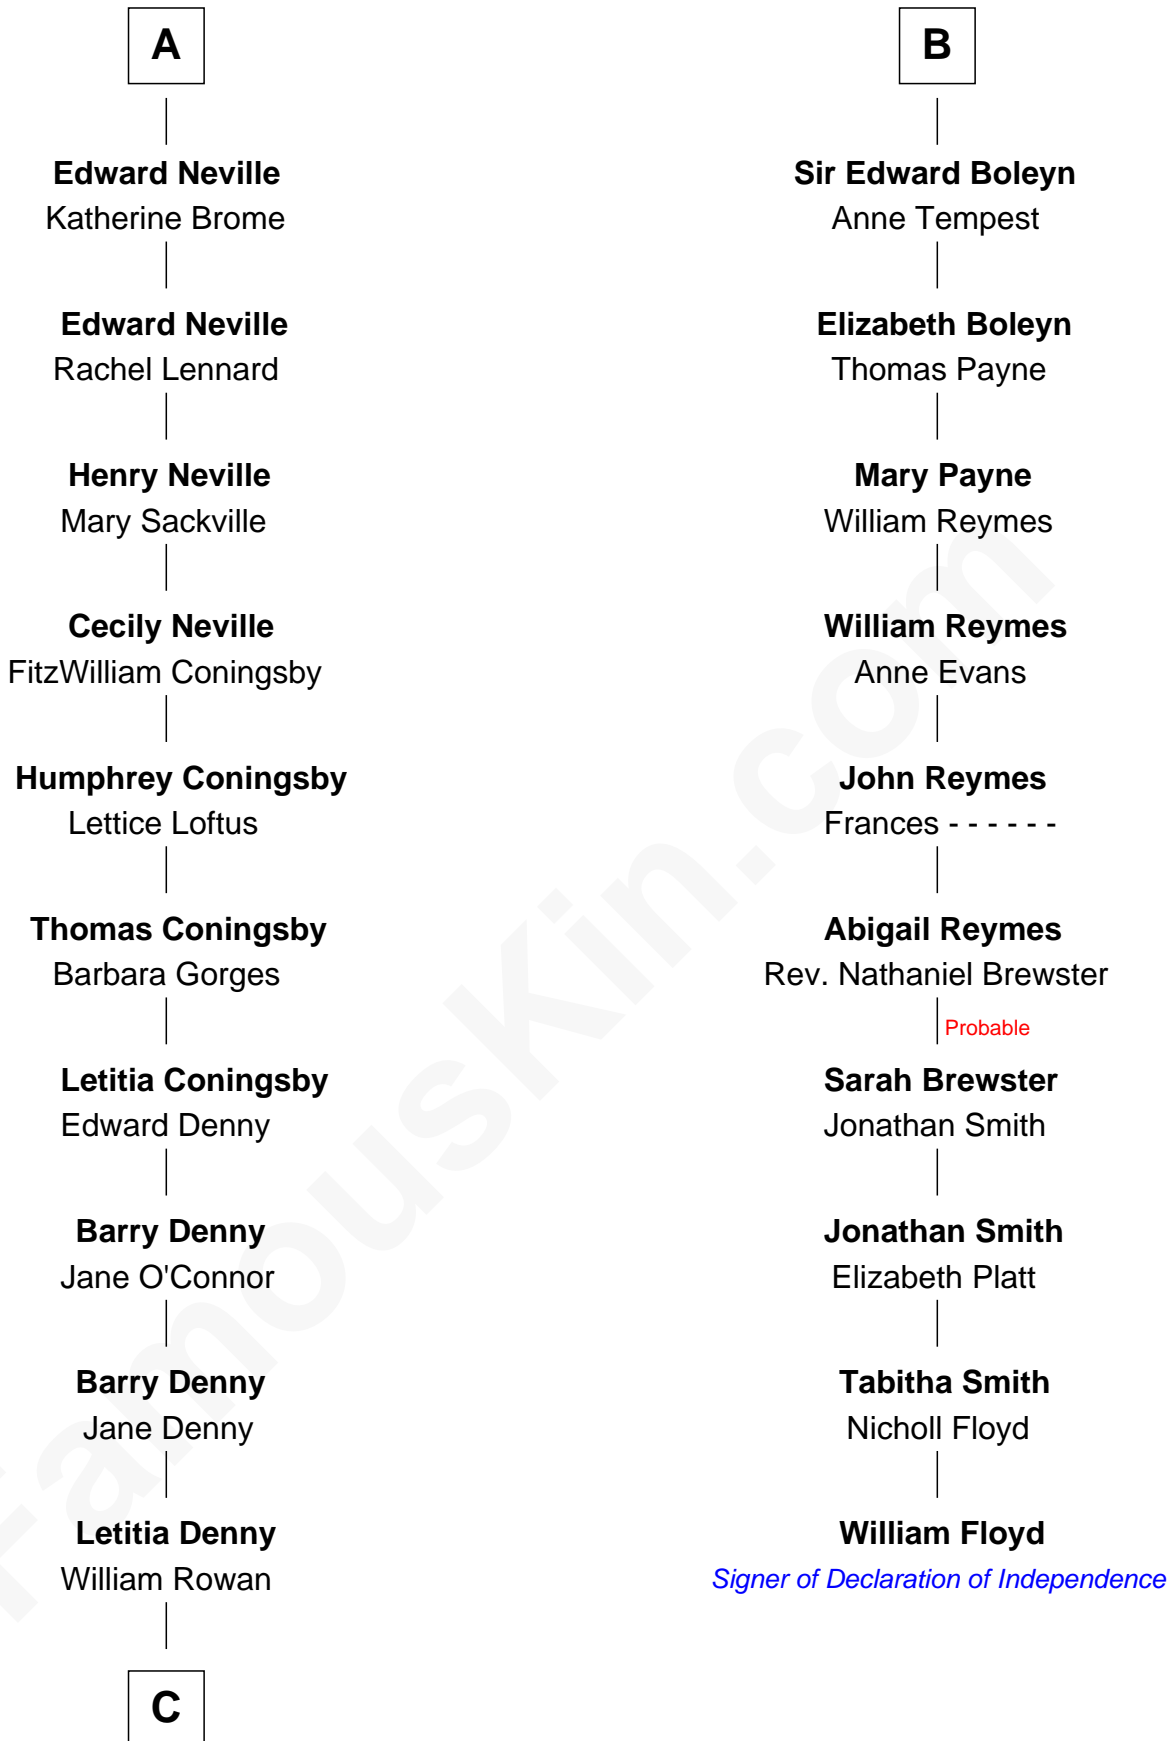 A
Edward Neville
Katherine Brome
Edward Neville
Rachel Lennard
Henry Neville
Mary Sackville
Cecily Neville
FitzWilliam Coningsby
Humphrey Coningsby
Lettice Loftus
Thomas Coningsby
Barbara Gorges
Letitia Coningsby
Edward Denny
Barry Denny
Jane O'Connor
Barry Denny
Jane Denny
Letitia Denny
William Rowan
C
B
Sir Edward Boleyn
Anne Tempest
Elizabeth Boleyn
Thomas Payne
Mary Payne
William Reymes
William Reymes
Anne Evans
John Reymes
Frances - - - - - -
Abigail Reymes
Rev. Nathaniel Brewster
Probable
Sarah Brewster
Jonathan Smith
Jonathan Smith
Elizabeth Platt
Tabitha Smith
Nicholl Floyd
William Floyd
Signer of Declaration of Independence
FamousKin.com